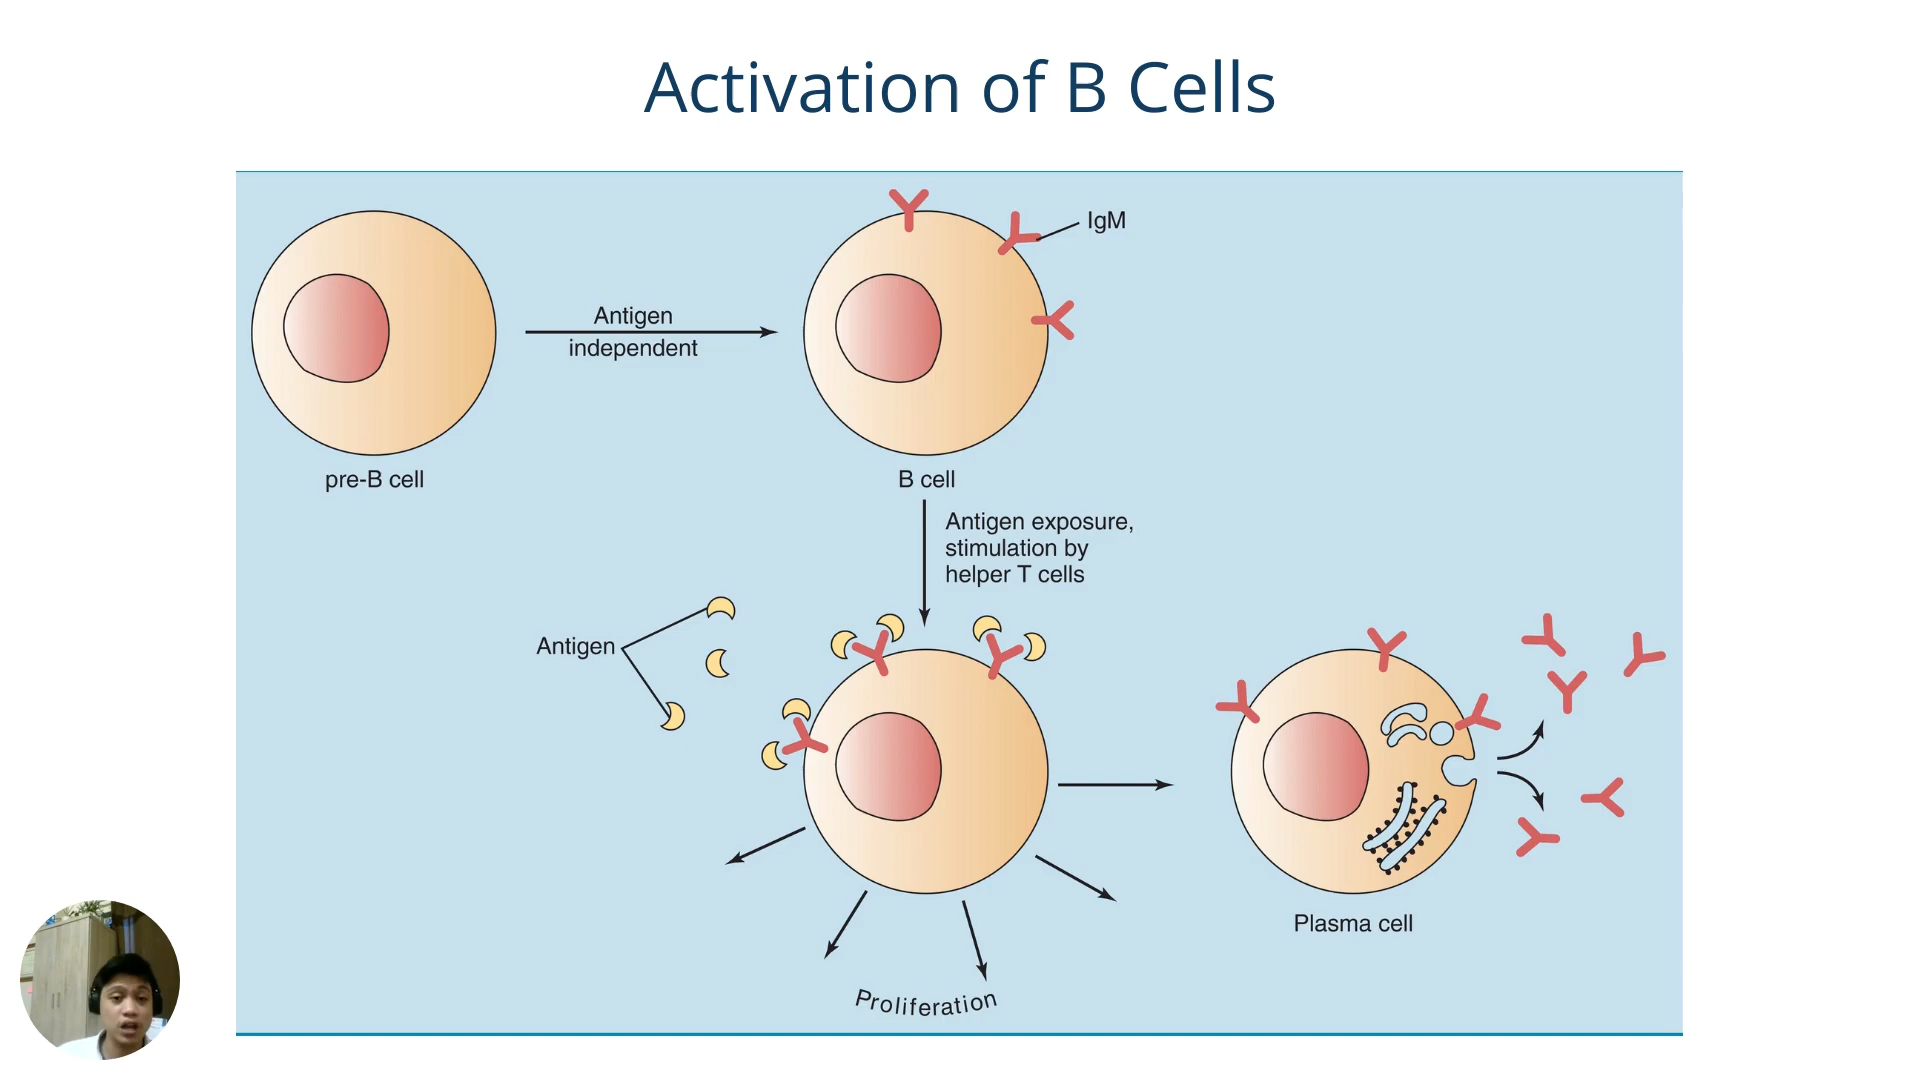 Activation of B Cells
IgM
Antigen
independent
pre-B cell
B cell
Antigen exposure,
stimulation by
helper T cells
Antigen
Plasma cell
Proliferation